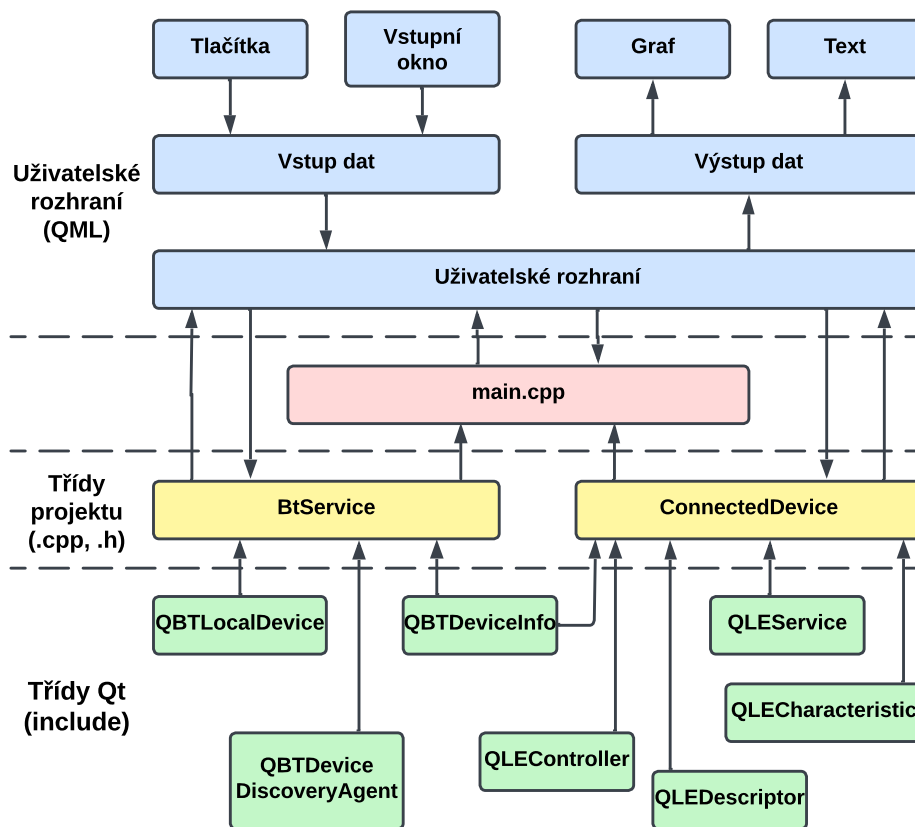 Tlačítka
Vstupní
okno
Graf
Text
Vstup dat
Výstup dat
Uživatelské
rozhraní
(QML)
Uživatelské rozhraní
main.cpp
Třídy
projektu
(.cpp, .h)
BtService
ConnectedDevice
QBTLocalDevice
QBTDeviceInfo
QLEService
Třídy Qt
(include)
QLECharacteristic
QBTDevice
DiscoveryAgent
QLEController
QLEDescriptor